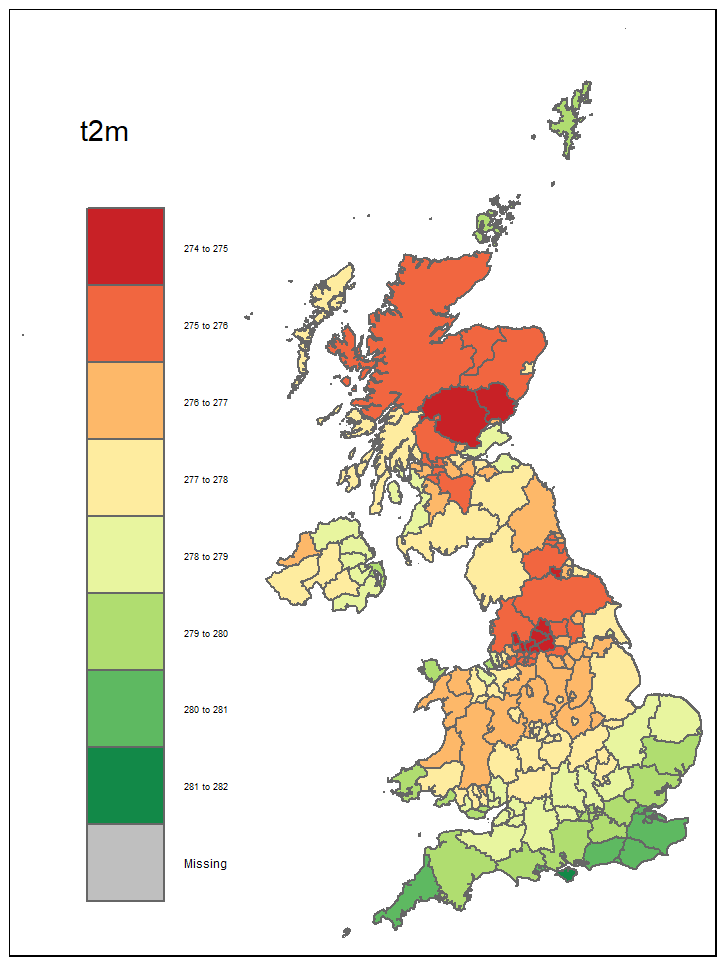 t2m
274 to 275
275 to 276
276 to 277
277 to 278
278 to 279
279 to 280
280 to 281
281 to 282
Missing